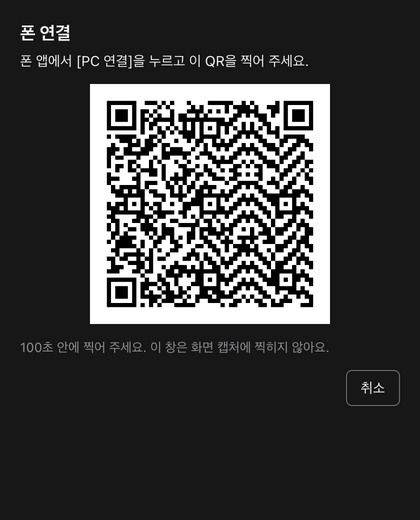 폰 연결
폰 앱에서 [PC 연결]을 누르고 이 QR을 찍어 주세요.
100초 안에 찍어 주세요. 이 창은 화면 캡처에 찍히지 않아요.
취소